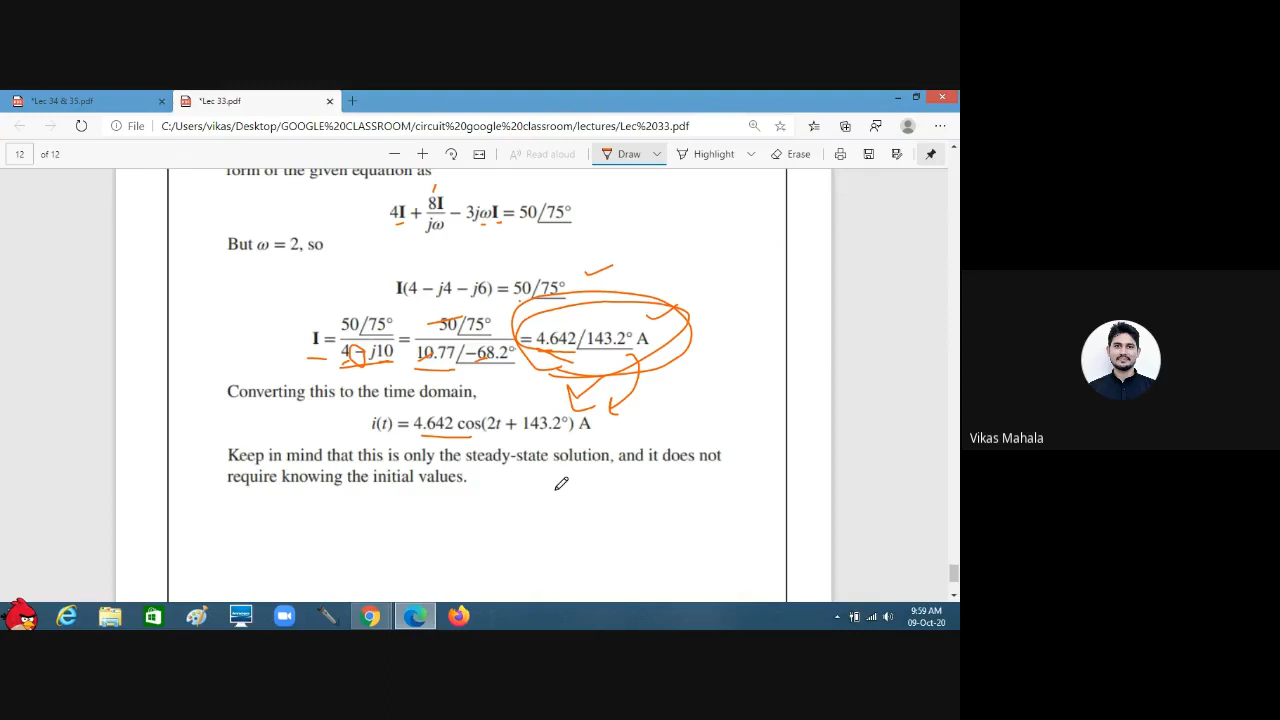 *Lec 34 & 35.pdf
*Lec 33.pdf
File C:/Users/vikas/Desktop/GOOGLE%20CLASSROOM/circuit%20google%20classroom/lectures/Lec%2033.pdf
12 of 12 Read aloud Draw Highlight Erase
form of the given equation as
4I + 8I/jω − 3jωI = 50/75°
But ω = 2, so
I(4 − j4 − j6) = 50/75°
I = 50/75° / 4 − j10 = 50/75° / 10.77/−68.2° = 4.642/143.2° A
Converting this to the time domain,
i(t) = 4.642 cos(2t + 143.2°) A
Keep in mind that this is only the steady-state solution, and it does not
require knowing the initial values.
Vikas Mahala
9:59 AM
09-Oct-20